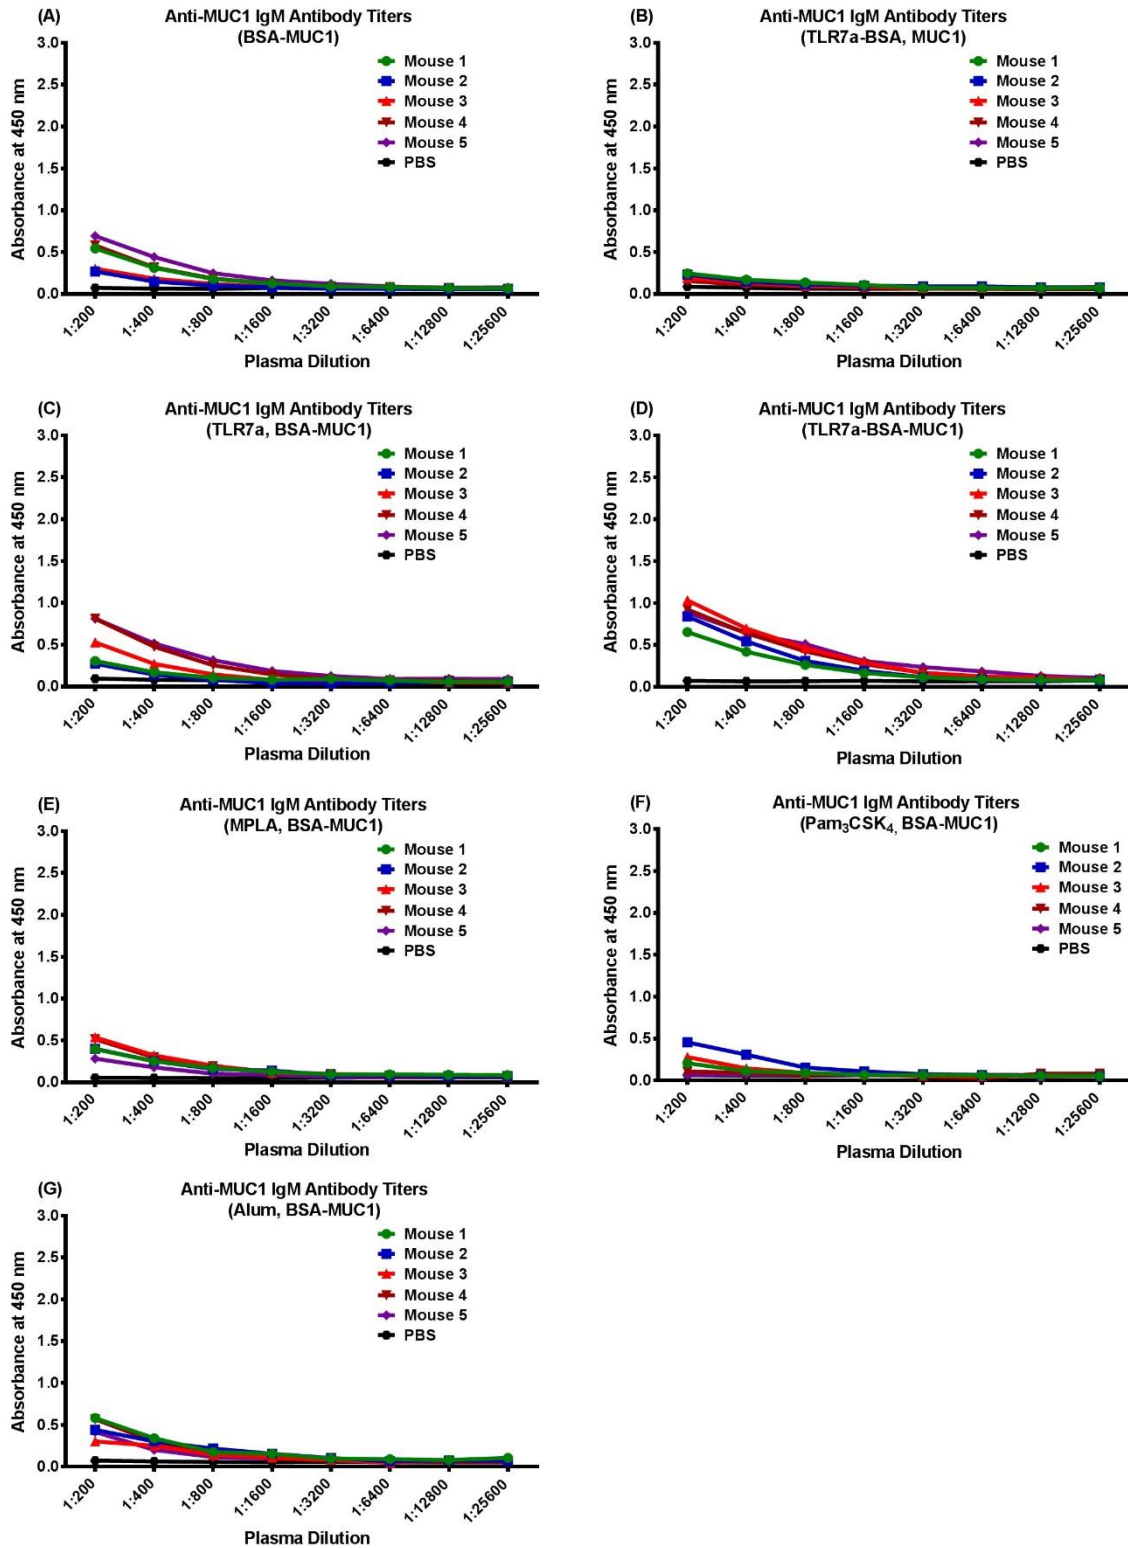 (A)
Anti-MUC1 IgM Antibody Titers
(BSA-MUC1)
Absorbance at 450 nm
3.0
2.5
2.0
1.5
1.0
0.5
0.0
Mouse 1
Mouse 2
Mouse 3
Mouse 4
Mouse 5
PBS
1:200
1:400
1:800
1:1600
1:3200
1:6400
1:12800
1:25600
Plasma Dilution
(B)
Anti-MUC1 IgM Antibody Titers
(TLR7a-BSA, MUC1)
Absorbance at 450 nm
3.0
2.5
2.0
1.5
1.0
0.5
0.0
Mouse 1
Mouse 2
Mouse 3
Mouse 4
Mouse 5
PBS
1:200
1:400
1:800
1:1600
1:3200
1:6400
1:12800
1:25600
Plasma Dilution
(C)
Anti-MUC1 IgM Antibody Titers
(TLR7a, BSA-MUC1)
Absorbance at 450 nm
3.0
2.5
2.0
1.5
1.0
0.5
0.0
Mouse 1
Mouse 2
Mouse 3
Mouse 4
Mouse 5
PBS
1:200
1:400
1:800
1:1600
1:3200
1:6400
1:12800
1:25600
Plasma Dilution
(D)
Anti-MUC1 IgM Antibody Titers
(TLR7a-BSA-MUC1)
Absorbance at 450 nm
3.0
2.5
2.0
1.5
1.0
0.5
0.0
Mouse 1
Mouse 2
Mouse 3
Mouse 4
Mouse 5
PBS
1:200
1:400
1:800
1:1600
1:3200
1:6400
1:12800
1:25600
Plasma Dilution
(E)
Anti-MUC1 IgM Antibody Titers
(MPLA, BSA-MUC1)
Absorbance at 450 nm
3.0
2.5
2.0
1.5
1.0
0.5
0.0
Mouse 1
Mouse 2
Mouse 3
Mouse 4
Mouse 5
PBS
1:200
1:400
1:800
1:1600
1:3200
1:6400
1:12800
1:25600
Plasma Dilution
(F)
Anti-MUC1 IgM Antibody Titers
(Pam₃CSK₄, BSA-MUC1)
Absorbance at 450 nm
3.0
2.5
2.0
1.5
1.0
0.5
0.0
Mouse 1
Mouse 2
Mouse 3
Mouse 4
Mouse 5
PBS
1:200
1:400
1:800
1:1600
1:3200
1:6400
1:12800
1:25600
Plasma Dilution
(G)
Anti-MUC1 IgM Antibody Titers
(Alum, BSA-MUC1)
Absorbance at 450 nm
3.0
2.5
2.0
1.5
1.0
0.5
0.0
Mouse 1
Mouse 2
Mouse 3
Mouse 4
Mouse 5
PBS
1:200
1:400
1:800
1:1600
1:3200
1:6400
1:12800
1:25600
Plasma Dilution